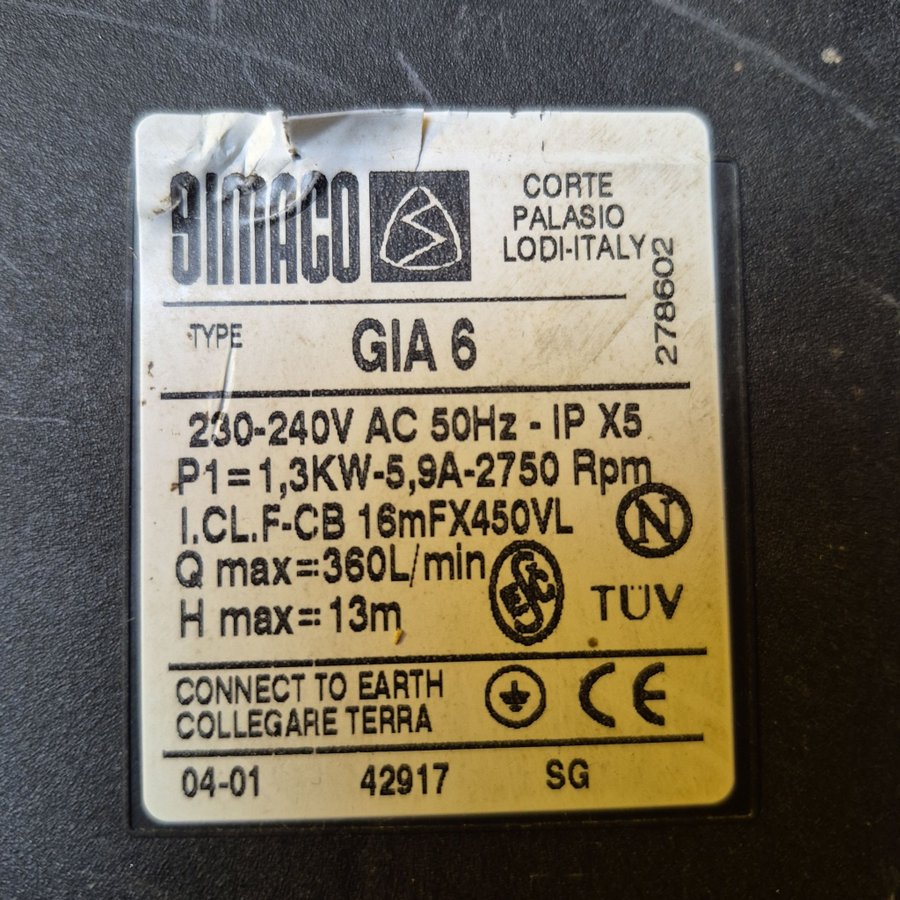 SIMACO
CORTE
PALASIO
LODI-ITALY
278602
TYPE GIA 6
230-240V AC 50Hz - IP X5
P1=1,3KW-5,9A-2750 Rpm
I.CL.F-CB 16mFX450VL
N
Q max=360L/min
SEV
TÜV
H max=13m
CONNECT TO EARTH
COLLEGARE TERRA
CE
04-01 42917 SG